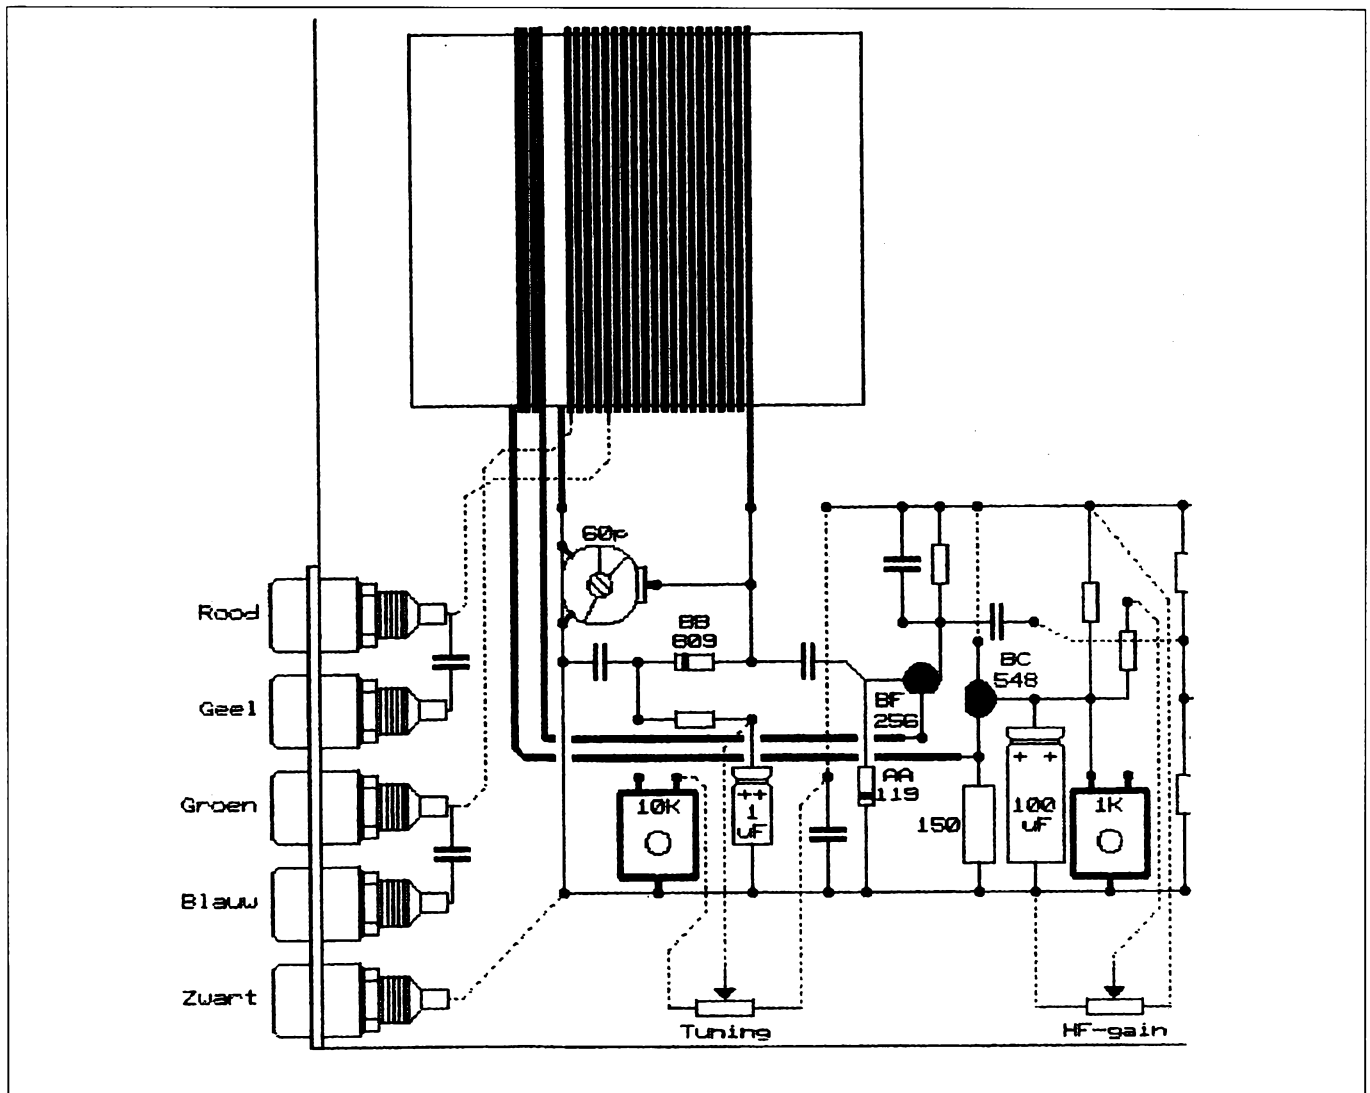 60p
Rood
BB
809
BC
548
Geel
BF
256
AA
119
Groen
10K
++
1
uF
150
+ +
100
uF
1K
Blauw
Zwart
Tuning
HF-gain